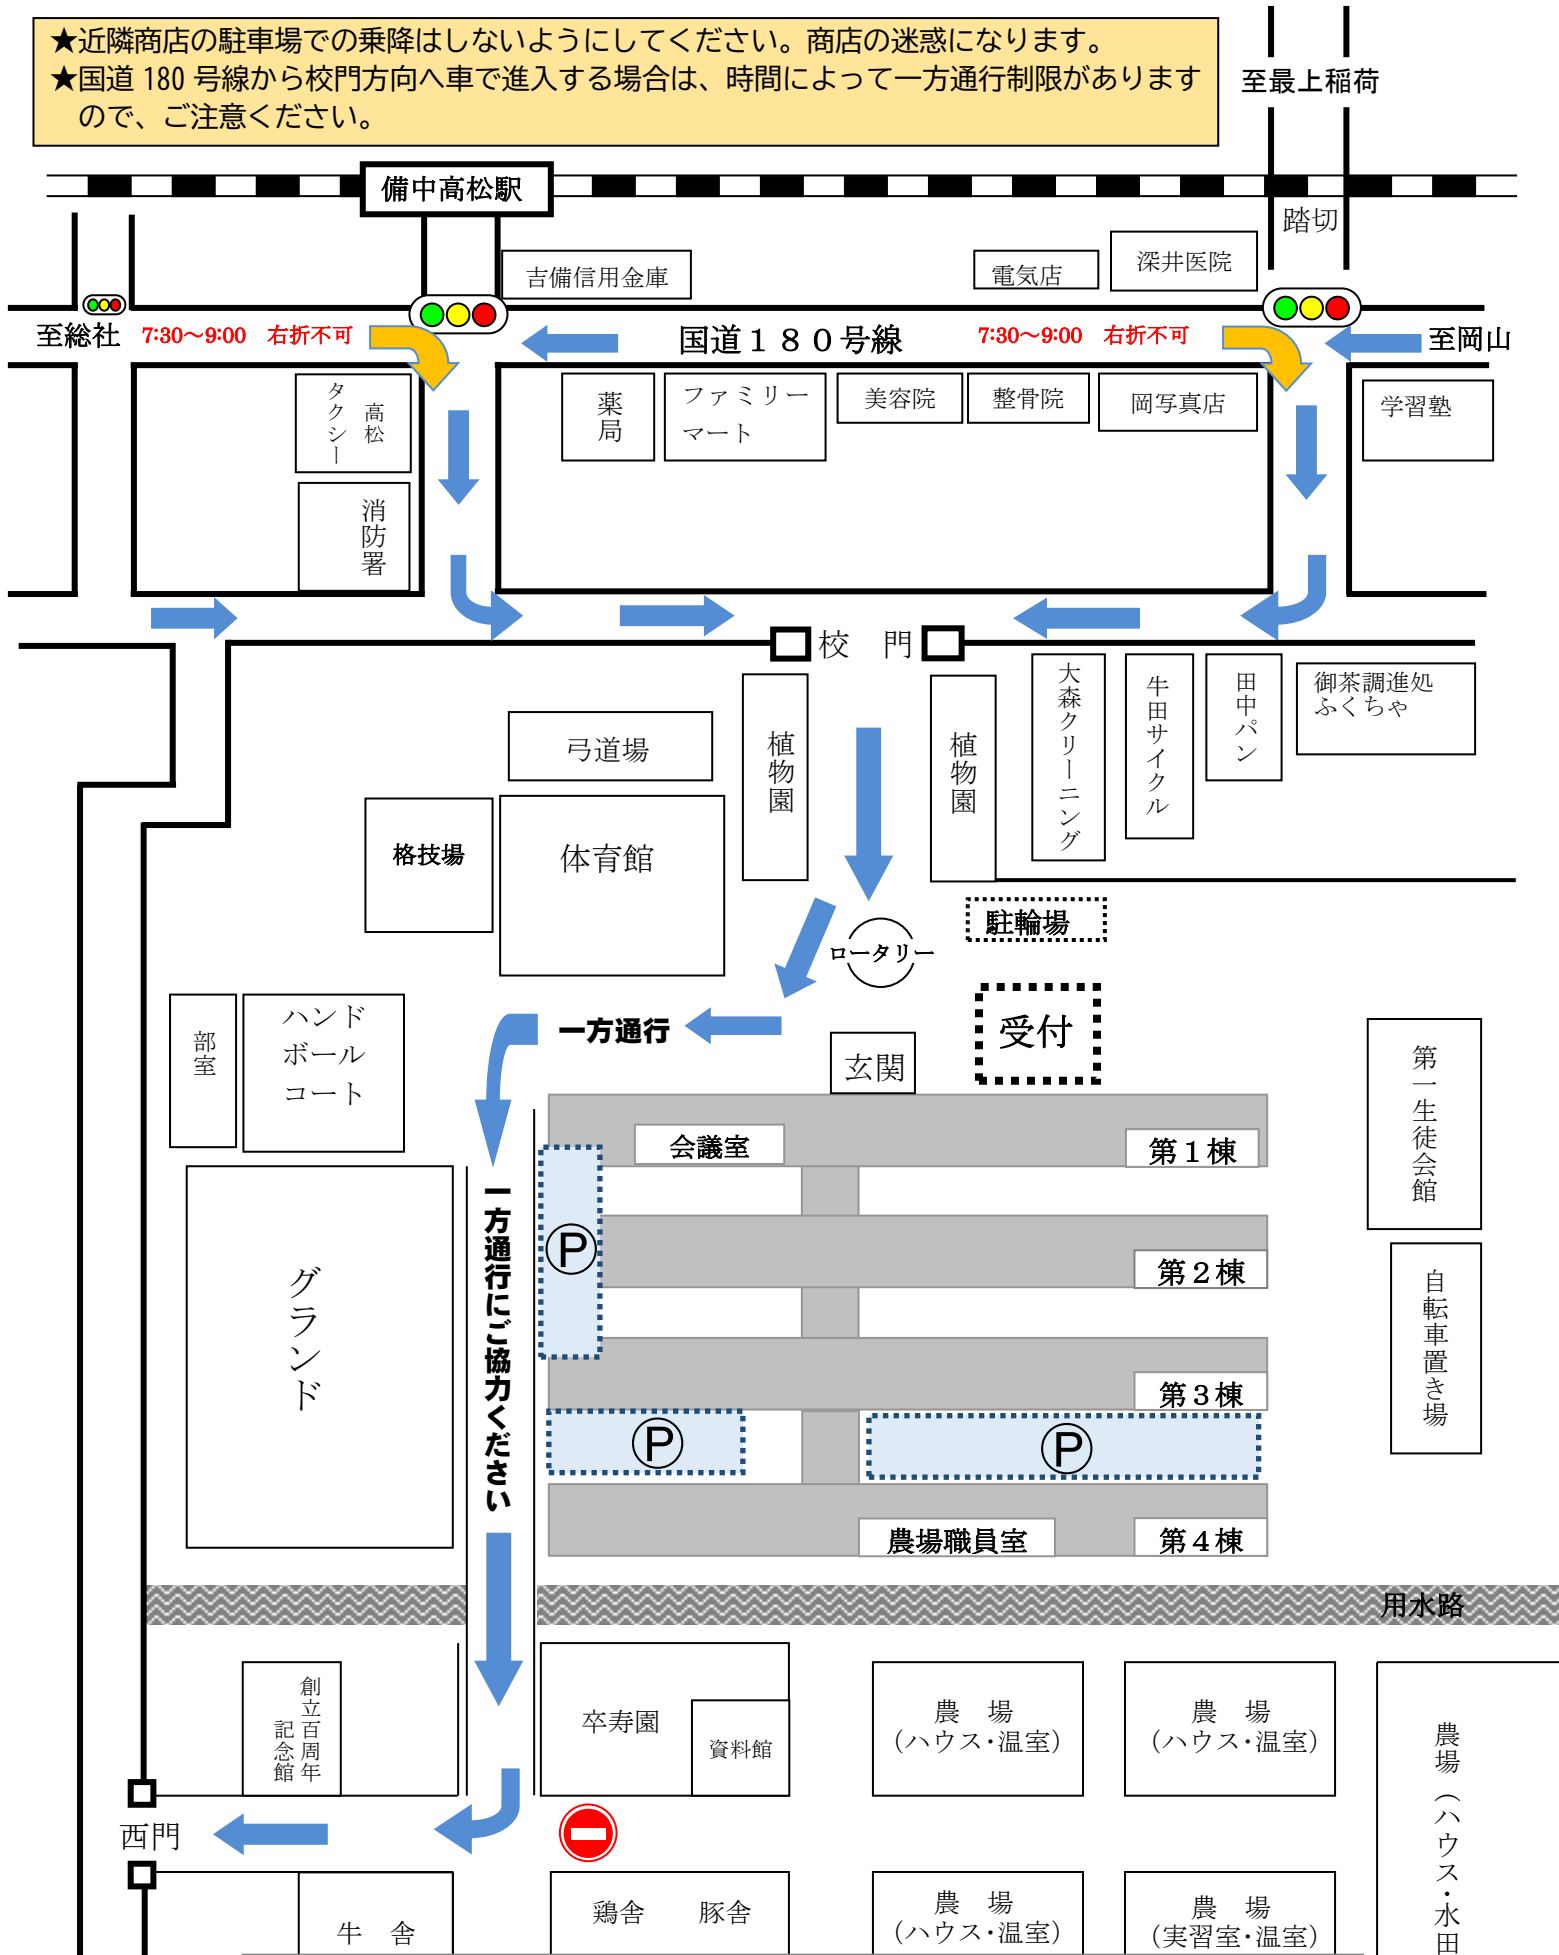 ★近隣商店の駐車場での乗降はしないようにしてください。商店の迷惑になります。
★国道 180 号線から校門方向へ車で進入する場合は、時間によって一方通行制限があります
ので、ご注意ください。
至最上稲荷
備中高松駅
踏切
吉備信用金庫
電気店
深井医院
至総社
7:30～9:00　右折不可
国道１８０号線
7:30～9:00　右折不可
至岡山
高松
タクシー
薬局
ファミリー
マート
美容院
整骨院
岡写真店
学習塾
消防署
校　門
大森クリーニング
牛田サイクル
田中パン
御茶調進処
ふくちゃ
弓道場
植物園
植物園
格技場
体育館
駐輪場
ロータリー
部室
ハンド
ボール
コート
一方通行
受付
玄関
第一生徒会館
会議室
第１棟
一方通行にご協力ください
P
第２棟
グランド
自転車置き場
第３棟
P
P
農場職員室
第４棟
用水路
創立百周年
記念館
卒寿園
資料館
農　場
（ハウス・温室）
農　場
（ハウス・温室）
農場（ハウス・水田
西門
牛　舎
鶏舎　　豚舎
農　場
（ハウス・温室）
農　場
（実習室・温室）